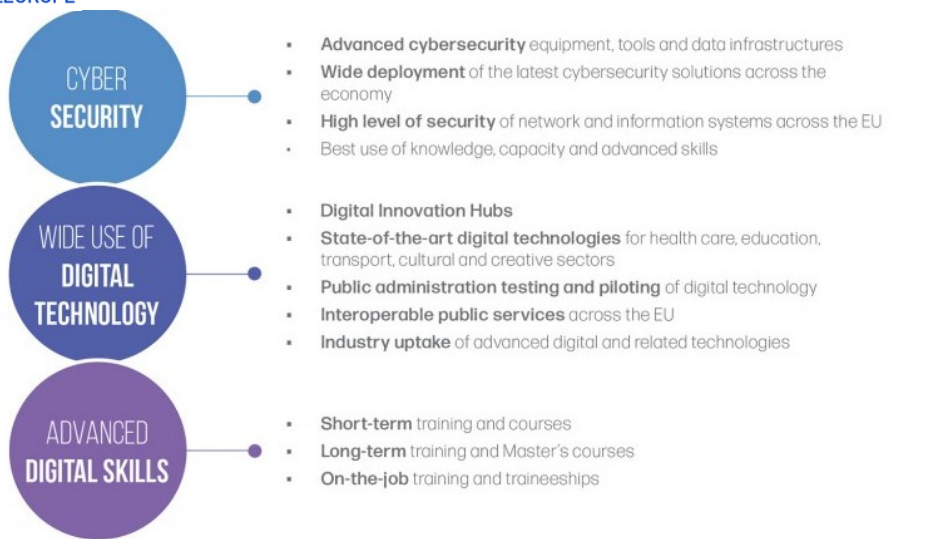 CYBER
SECURITY
▪ Advanced cybersecurity equipment, tools and data infrastructures
▪ Wide deployment of the latest cybersecurity solutions across the
economy
▪ High level of security of network and information systems across the EU
▪ Best use of knowledge, capacity and advanced skills
WIDE USE OF
DIGITAL
TECHNOLOGY
▪ Digital Innovation Hubs
▪ State-of-the-art digital technologies for health care, education,
transport, cultural and creative sectors
▪ Public administration testing and piloting of digital technology
▪ Interoperable public services across the EU
▪ Industry uptake of advanced digital and related technologies
ADVANCED
DIGITAL SKILLS
▪ Short-term training and courses
▪ Long-term training and Master's courses
▪ On-the-job training and traineeships